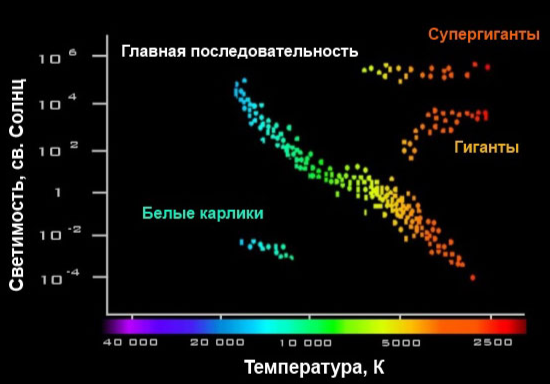 Супергиганты
Главная последовательность
10 6
10 4
Гиганты
10 2
1
Белые карлики
10 -2
10 -4
Светимость, св. Солнц
40 000 20 000 10 000 5000 2500
Температура, К